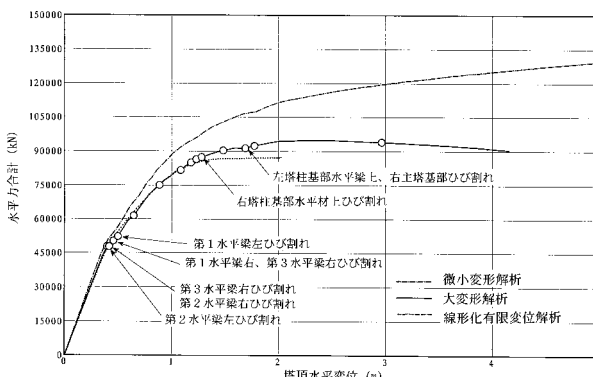 150000
135000
120000
105000
90000
75000
60000
45000
30000
15000
0
水平力合計 (kN)
左塔柱基部水平梁上、右主塔基部ひび割れ
右塔柱基部水平材上ひび割れ
第1水平梁左ひび割れ
第1水平梁右、第3水平梁右ひび割れ
第3水平梁右ひび割れ
第2水平梁右ひび割れ
第2水平梁左ひび割れ
微小変形解析
大変形解析
線形化有限変位解析
0 1 2 3 4
塔頂水平変位 (m)